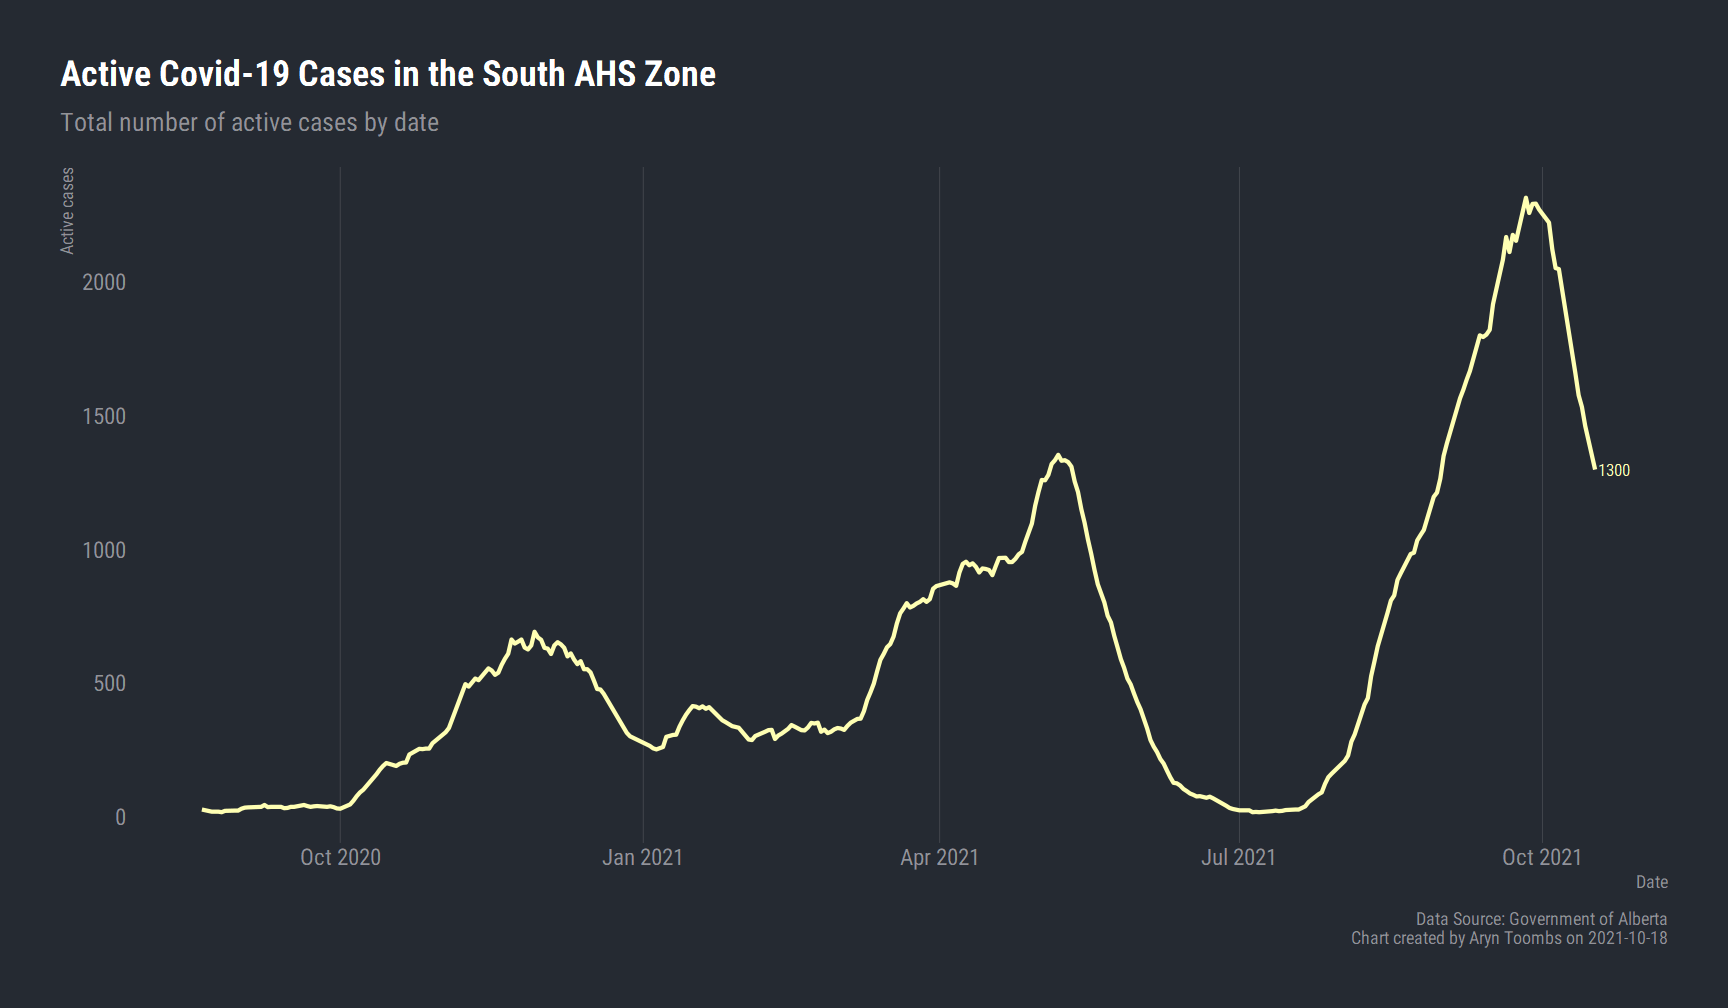 Active Covid-19 Cases in the South AHS Zone
Total number of active cases by date
Active cases
2000
1500
1000
500
0
1300
Oct 2020
Jan 2021
Apr 2021
Jul 2021
Oct 2021
Date
Data Source: Government of Alberta
Chart created by Aryn Toombs on 2021-10-18